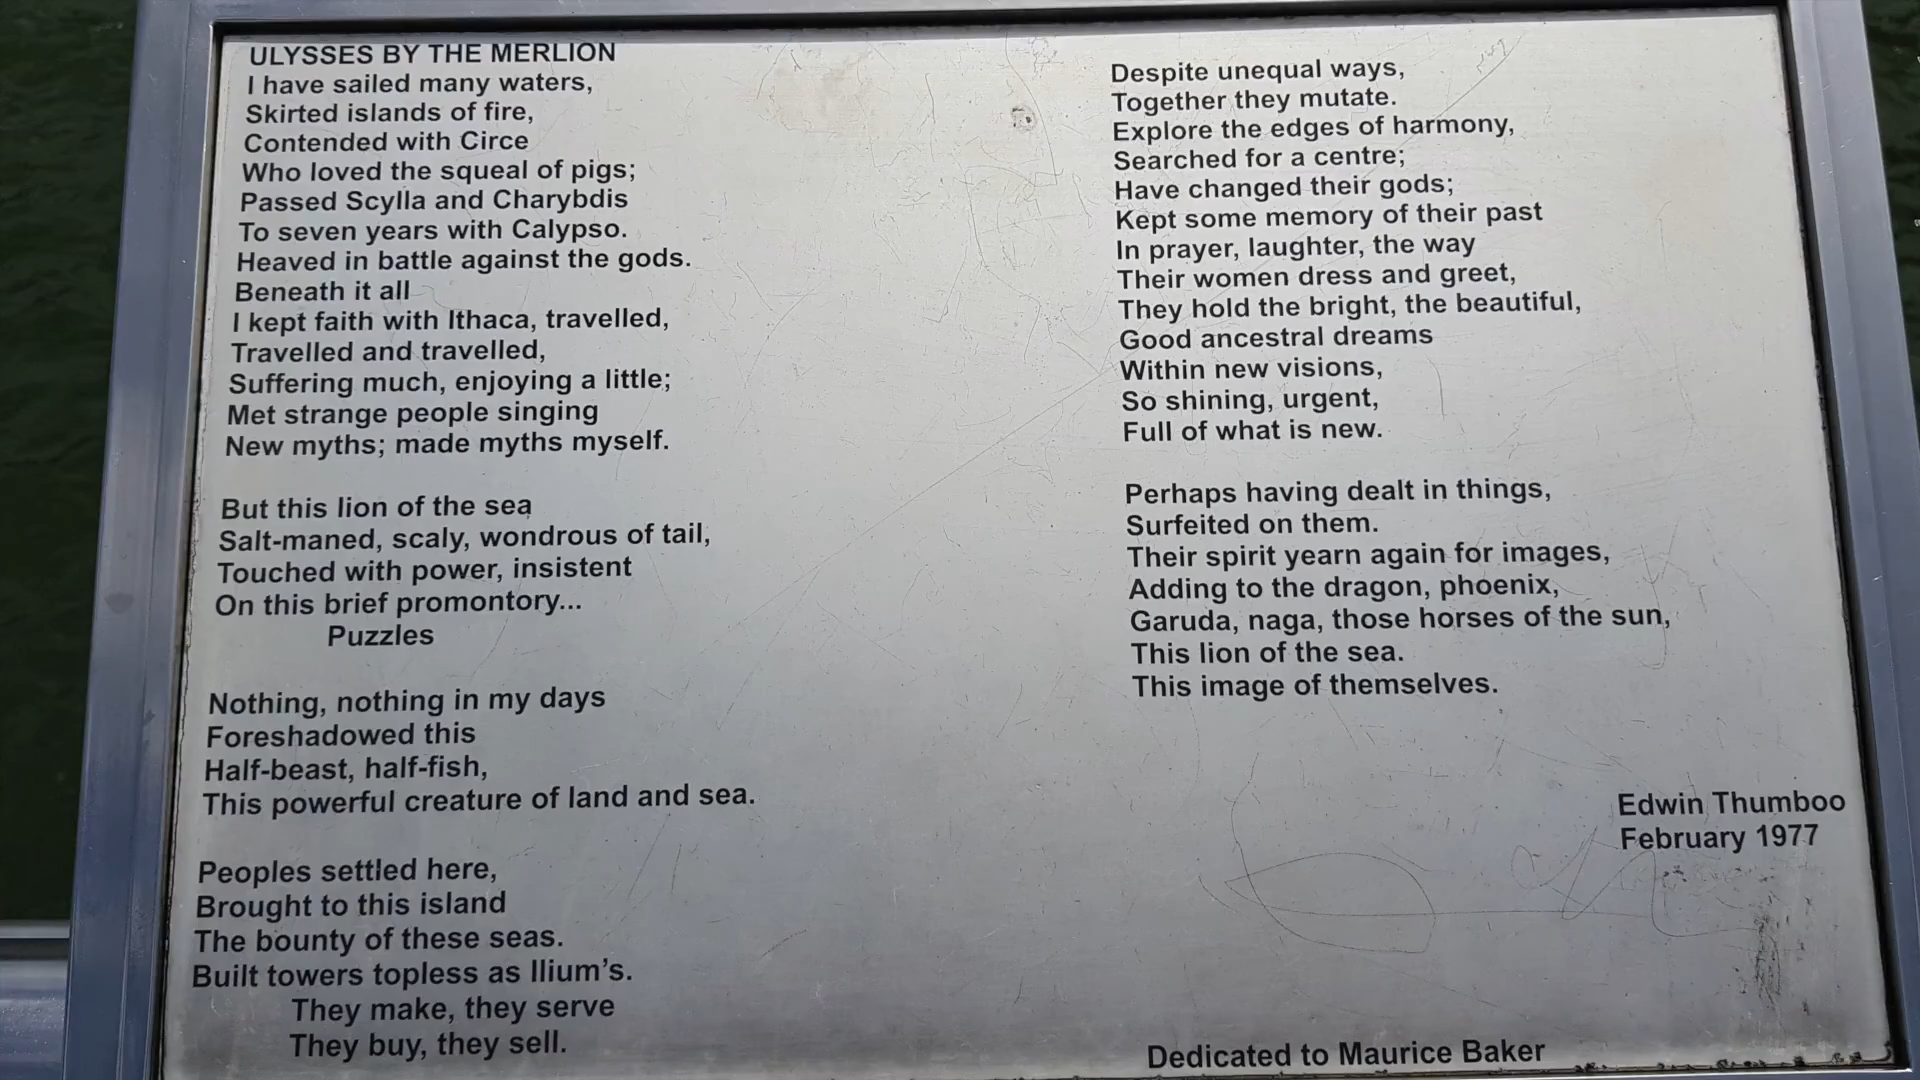 ULYSSES BY THE MERLION
I have sailed many waters,
Skirted islands of fire,
Contended with Circe
Who loved the squeal of pigs;
Passed Scylla and Charybdis
To seven years with Calypso.
Heaved in battle against the gods.
Beneath it all
I kept faith with Ithaca, travelled,
Travelled and travelled,
Suffering much, enjoying a little;
Met strange people singing
New myths; made myths myself.

But this lion of the sea
Salt-maned, scaly, wondrous of tail,
Touched with power, insistent
On this brief promontory...
Puzzles

Nothing, nothing in my days
Foreshadowed this
Half-beast, half-fish,
This powerful creature of land and sea.

Peoples settled here,
Brought to this island
The bounty of these seas.
Built towers topless as Ilium's.
They make, they serve
They buy, they sell.

Despite unequal ways,
Together they mutate.
Explore the edges of harmony,
Searched for a centre;
Have changed their gods;
Kept some memory of their past
In prayer, laughter, the way
Their women dress and greet,
They hold the bright, the beautiful,
Good ancestral dreams
Within new visions,
So shining, urgent,
Full of what is new.

Perhaps having dealt in things,
Surfeited on them.
Their spirit yearn again for images,
Adding to the dragon, phoenix,
Garuda, naga, those horses of the sun,
This lion of the sea.
This image of themselves.

Edwin Thumboo
February 1977

Dedicated to Maurice Baker